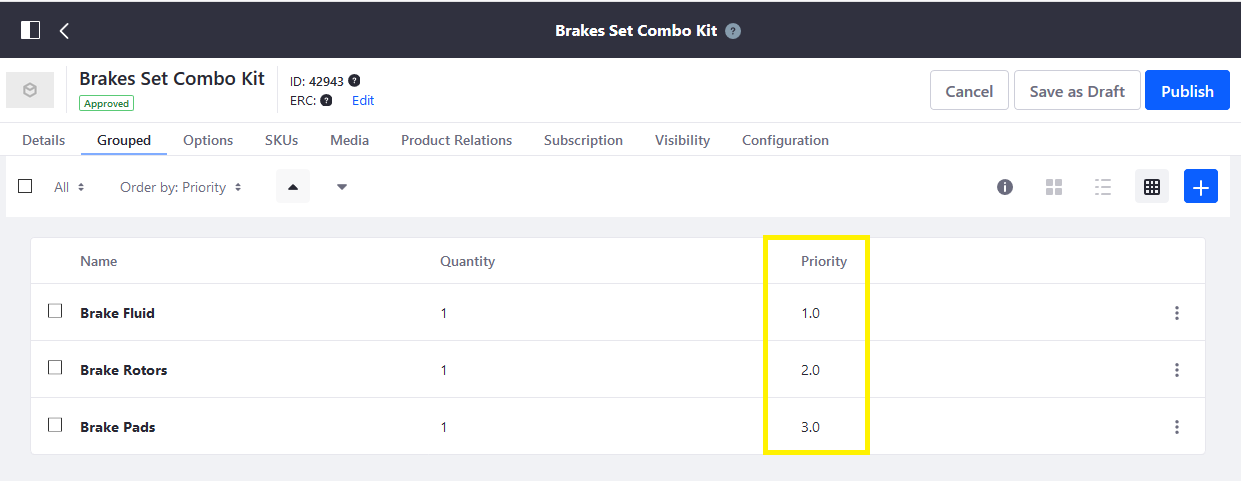 Brakes Set Combo Kit ?
Brakes Set Combo Kit
Approved
ID: 42943 ?
ERC: ? Edit
Cancel
Save as Draft
Publish
Details Grouped Options SKUs Media Product Relations Subscription Visibility Configuration
All Order by: Priority
Name Quantity Priority
Brake Fluid 1 1.0
Brake Rotors 1 2.0
Brake Pads 1 3.0